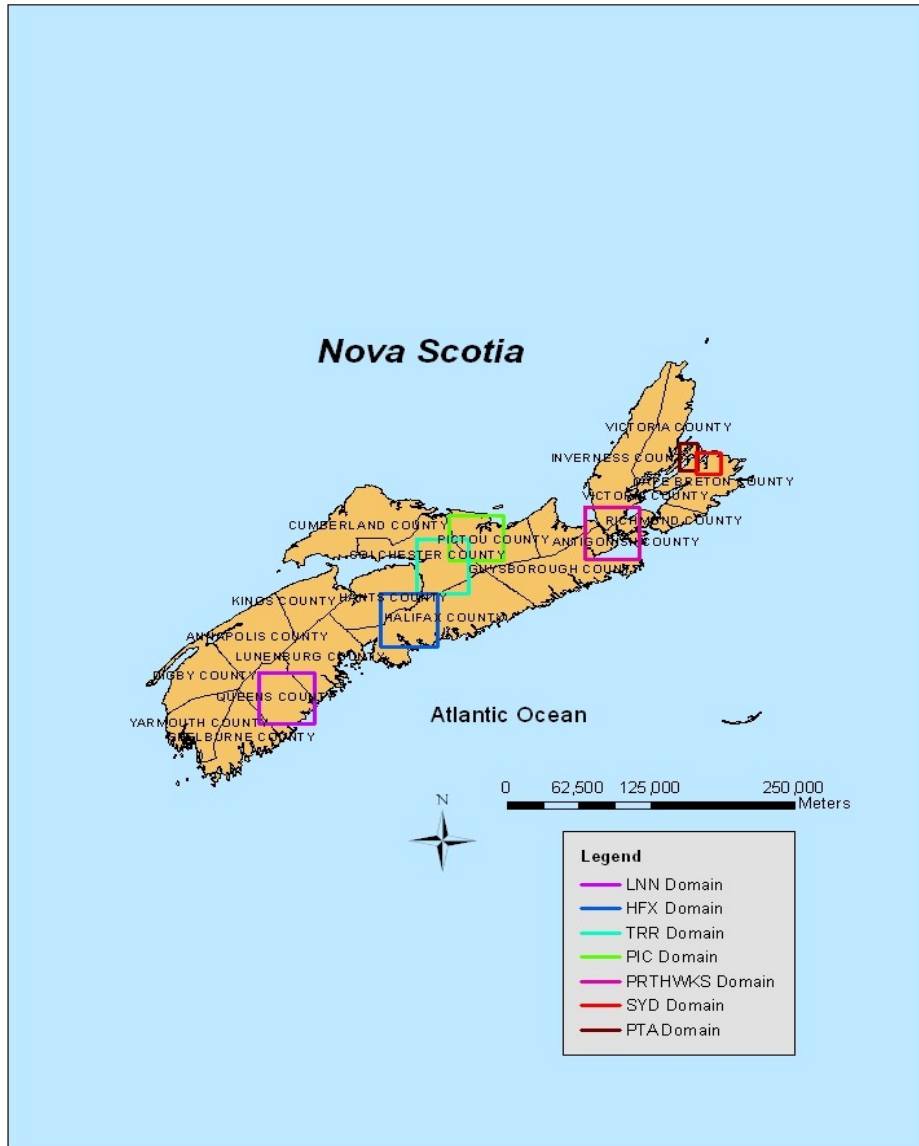 Nova Scotia
VICTORIA COUNTY
INVERNESS COUNTY
CAPE BRETON COUNTY
VICTORIA COUNTY
RICHMOND COUNTY
CUMBERLAND COUNTY
PICTOU COUNTY
ANTIGONISH COUNTY
COLCHESTER COUNTY
GUYSBOROUGH COUNTY
HANTS COUNTY
KINGS COUNTY
HALIFAX COUNTY
ANNAPOLIS COUNTY
LUNENBURG COUNTY
DIGBY COUNTY
QUEENS COUNTY
YARMOUTH COUNTY
SHELBURNE COUNTY
Atlantic Ocean
N
0 62,500 125,000 250,000
Meters
Legend
LNN Domain
HFX Domain
TRR Domain
PIC Domain
PRTHWKS Domain
SYD Domain
PTA Domain